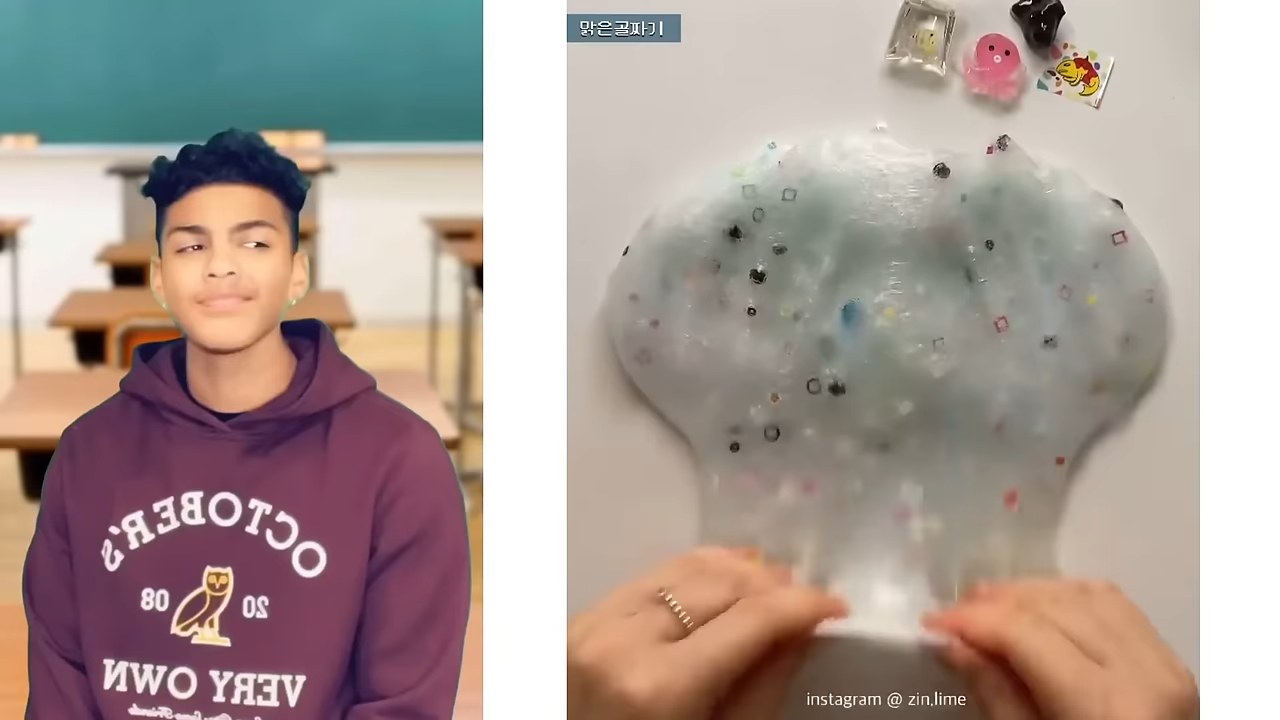 OCTOBER'S
20 08
VERY OWN
맑은골짜기
instagram @ zin.lime